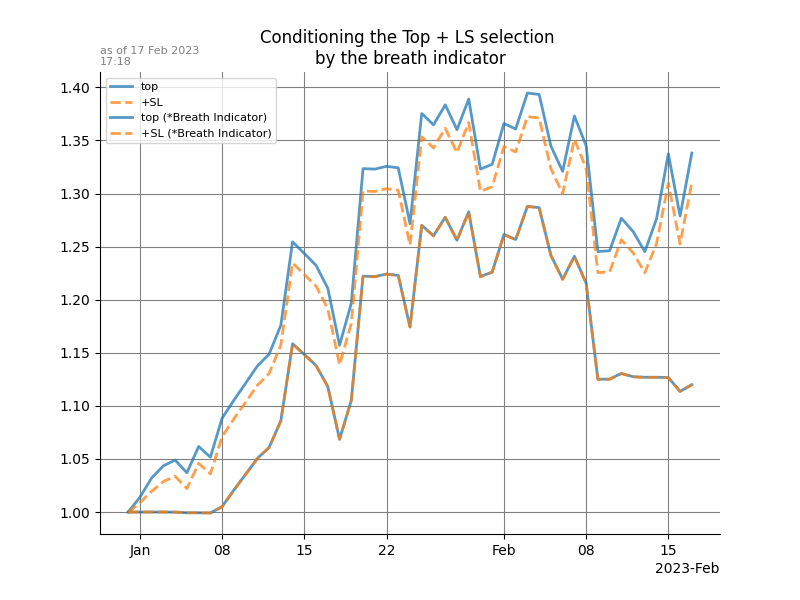 Conditioning the Top + LS selection
by the breath indicator
as of 17 Feb 2023
17:18
top
+SL
top (*Breath Indicator)
+SL (*Breath Indicator)
1.40
1.35
1.30
1.25
1.20
1.15
1.10
1.05
1.00
Jan 08 15 22 Feb 08 15
2023-Feb